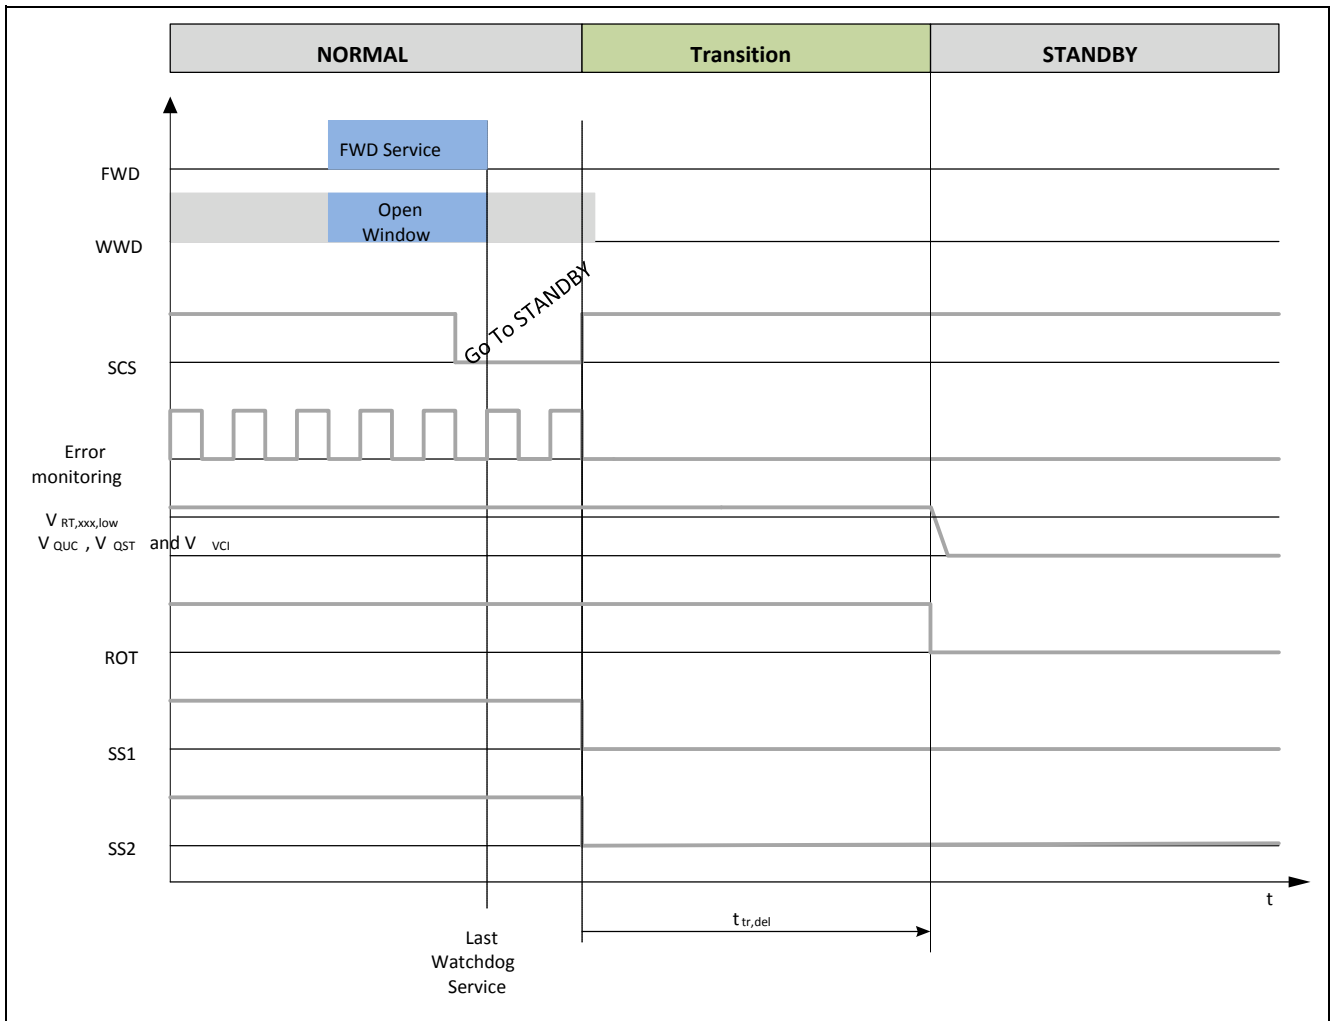 NORMAL
Transition
STANDBY
FWD Service
FWD
Open
Window
WWD
Go To STANDBY
SCS
Error
monitoring
V RT,xxx,low
V QUC , V QST and V VCI
ROT
SS1
SS2
t
t tr,del
Last
Watchdog
Service